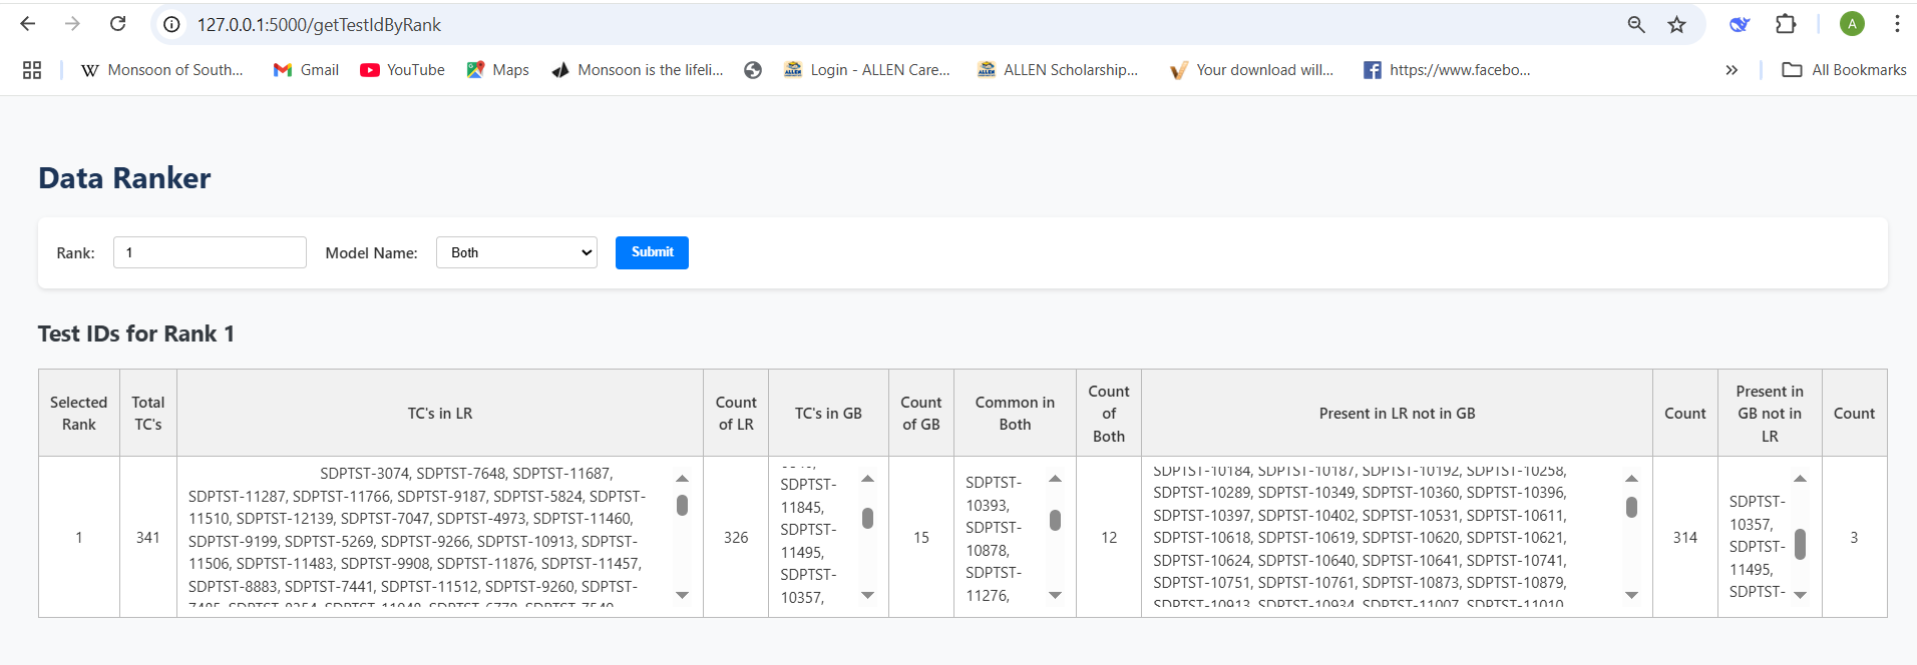 127.0.0.1:5000/getTestIdByRank
A
W Monsoon of South... Gmail YouTube Maps Monsoon is the lifeli... Login - ALLEN Care... ALLEN Scholarship... Your download will... https://www.facebo... » All Bookmarks
Data Ranker
Rank: 1 Model Name: Both Submit
Test IDs for Rank 1
Selected Rank
Total TC's
TC's in LR
Count of LR
TC's in GB
Count of GB
Common in Both
Count of Both
Present in LR not in GB
Count
Present in GB not in LR
Count
1
341
SDPTST-3074, SDPTST-7648, SDPTST-11687,
SDPTST-11287, SDPTST-11766, SDPTST-9187, SDPTST-5824, SDPTST-
11510, SDPTST-12139, SDPTST-7047, SDPTST-4973, SDPTST-11460,
SDPTST-9199, SDPTST-5269, SDPTST-9266, SDPTST-10913, SDPTST-
11506, SDPTST-11483, SDPTST-9908, SDPTST-11876, SDPTST-11457,
SDPTST-8883, SDPTST-7441, SDPTST-11512, SDPTST-9260, SDPTST-
326
SDPTST-
11845,
SDPTST-
11495,
SDPTST-
10357,
15
SDPTST-
10393,
SDPTST-
10878,
SDPTST-
11276,
12
SDPTST-10184, SDPTST-10187, SDPTST-10192, SDPTST-10258,
SDPTST-10289, SDPTST-10349, SDPTST-10360, SDPTST-10396,
SDPTST-10397, SDPTST-10402, SDPTST-10531, SDPTST-10611,
SDPTST-10618, SDPTST-10619, SDPTST-10620, SDPTST-10621,
SDPTST-10624, SDPTST-10640, SDPTST-10641, SDPTST-10741,
SDPTST-10751, SDPTST-10761, SDPTST-10873, SDPTST-10879,
SDPTST-10913, SDPTST-10934, SDPTST-11007, SDPTST-11010
314
SDPTST-
10357,
SDPTST-
11495,
SDPTST-
3